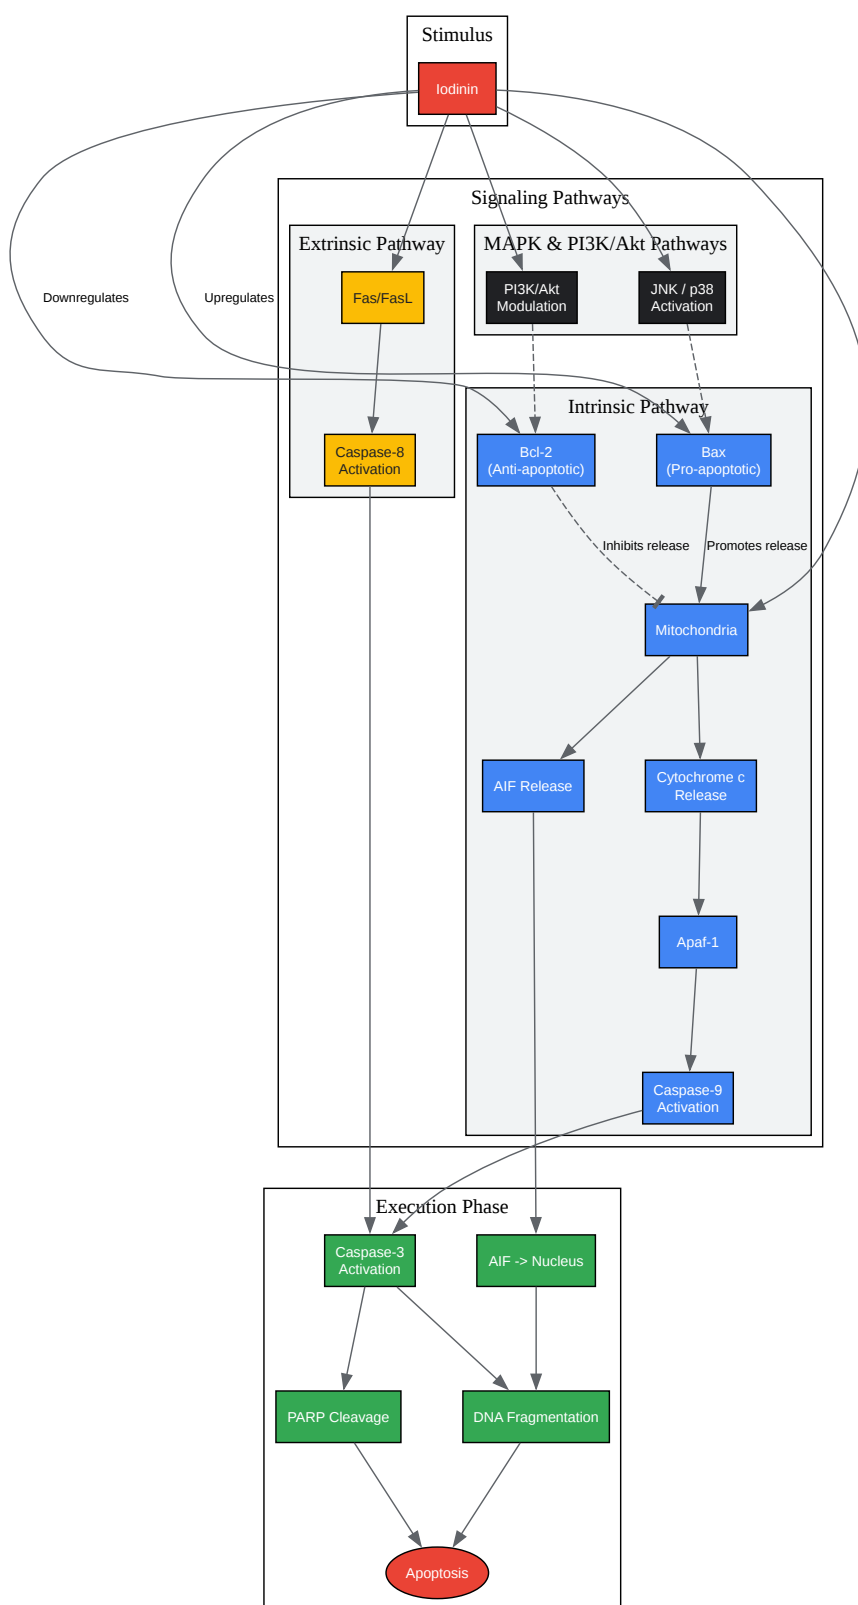 Stimulus
Iodinin
Signaling Pathways
Extrinsic Pathway
MAPK & PI3K/Akt Pathways
Fas/FasL
PI3K/Akt
Modulation
JNK / p38
Activation
Downregulates
Upregulates
Intrinsic Pathway
Caspase-8
Activation
Bcl-2
(Anti-apoptotic)
Bax
(Pro-apoptotic)
Inhibits release
Promotes release
Mitochondria
AIF Release
Cytochrome c
Release
Apaf-1
Caspase-9
Activation
Execution Phase
Caspase-3
Activation
AIF -> Nucleus
PARP Cleavage
DNA Fragmentation
Apoptosis